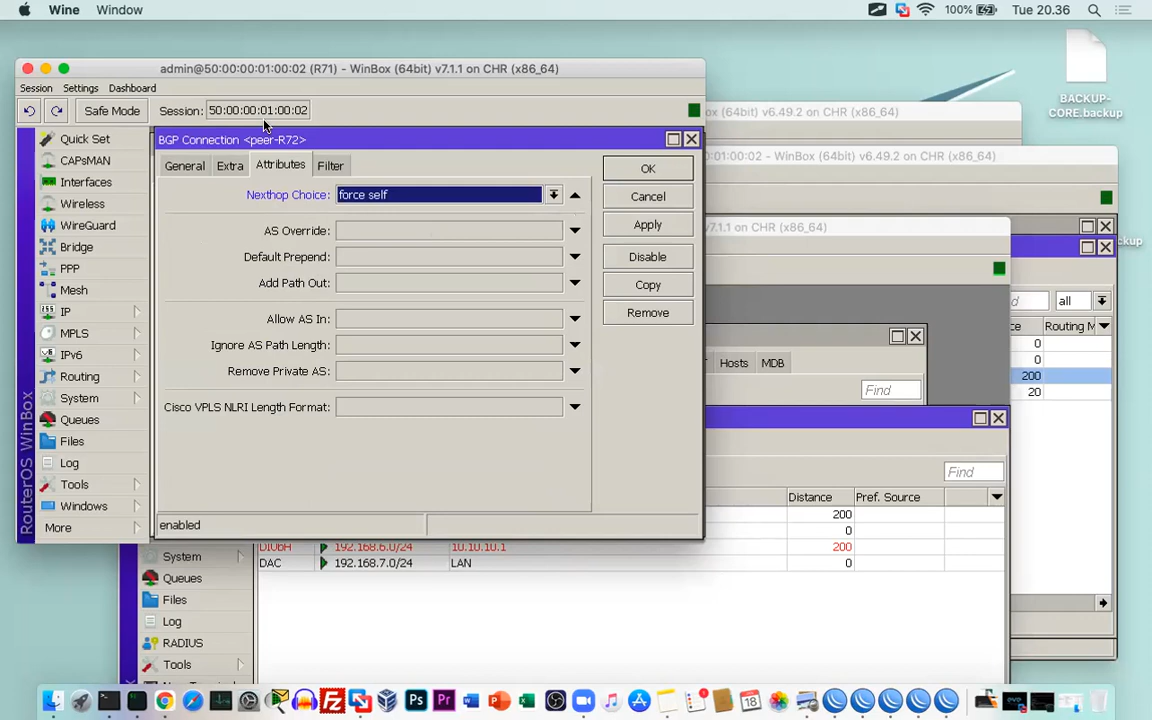 Wine Window 100% Tue 20.36
admin@50:00:00:01:00:02 (R71) - WinBox (64bit) v7.1.1 on CHR (x86_64)
Session Settings Dashboard
Safe Mode Session: 50:00:00:01:00:02
(64bit) v6.49.2 on CHR (x86_64)
BACKUP-
CORE.backup
Quick Set
CAPsMAN
Interfaces
Wireless
WireGuard
Bridge
PPP
Mesh
IP
MPLS
IPv6
Routing
System
Queues
Files
Log
Tools
Windows
More
RouterOS WinBox
BGP Connection <peer-R72>
General Extra Attributes Filter
Nexthop Choice: force self
AS Override:
Default Prepend:
Add Path Out:
Allow AS In:
Ignore AS Path Length:
Remove Private AS:
Cisco VPLS NLRI Length Format:
OK
Cancel
Apply
Disable
Copy
Remove
enabled
:00:02 - WinBox (64bit) v6.49.2 on CHR (x86_64)
v7.1.1 on CHR (x86_64)
all
Routing M
0
0
200
20
Hosts MDB
Find
Find
Distance Pref. Source
200
0
192.168.6.0/24 10.10.10.1 200
DAC 192.168.7.0/24 LAN 0
System
Queues
Files
Log
RADIUS
Tools